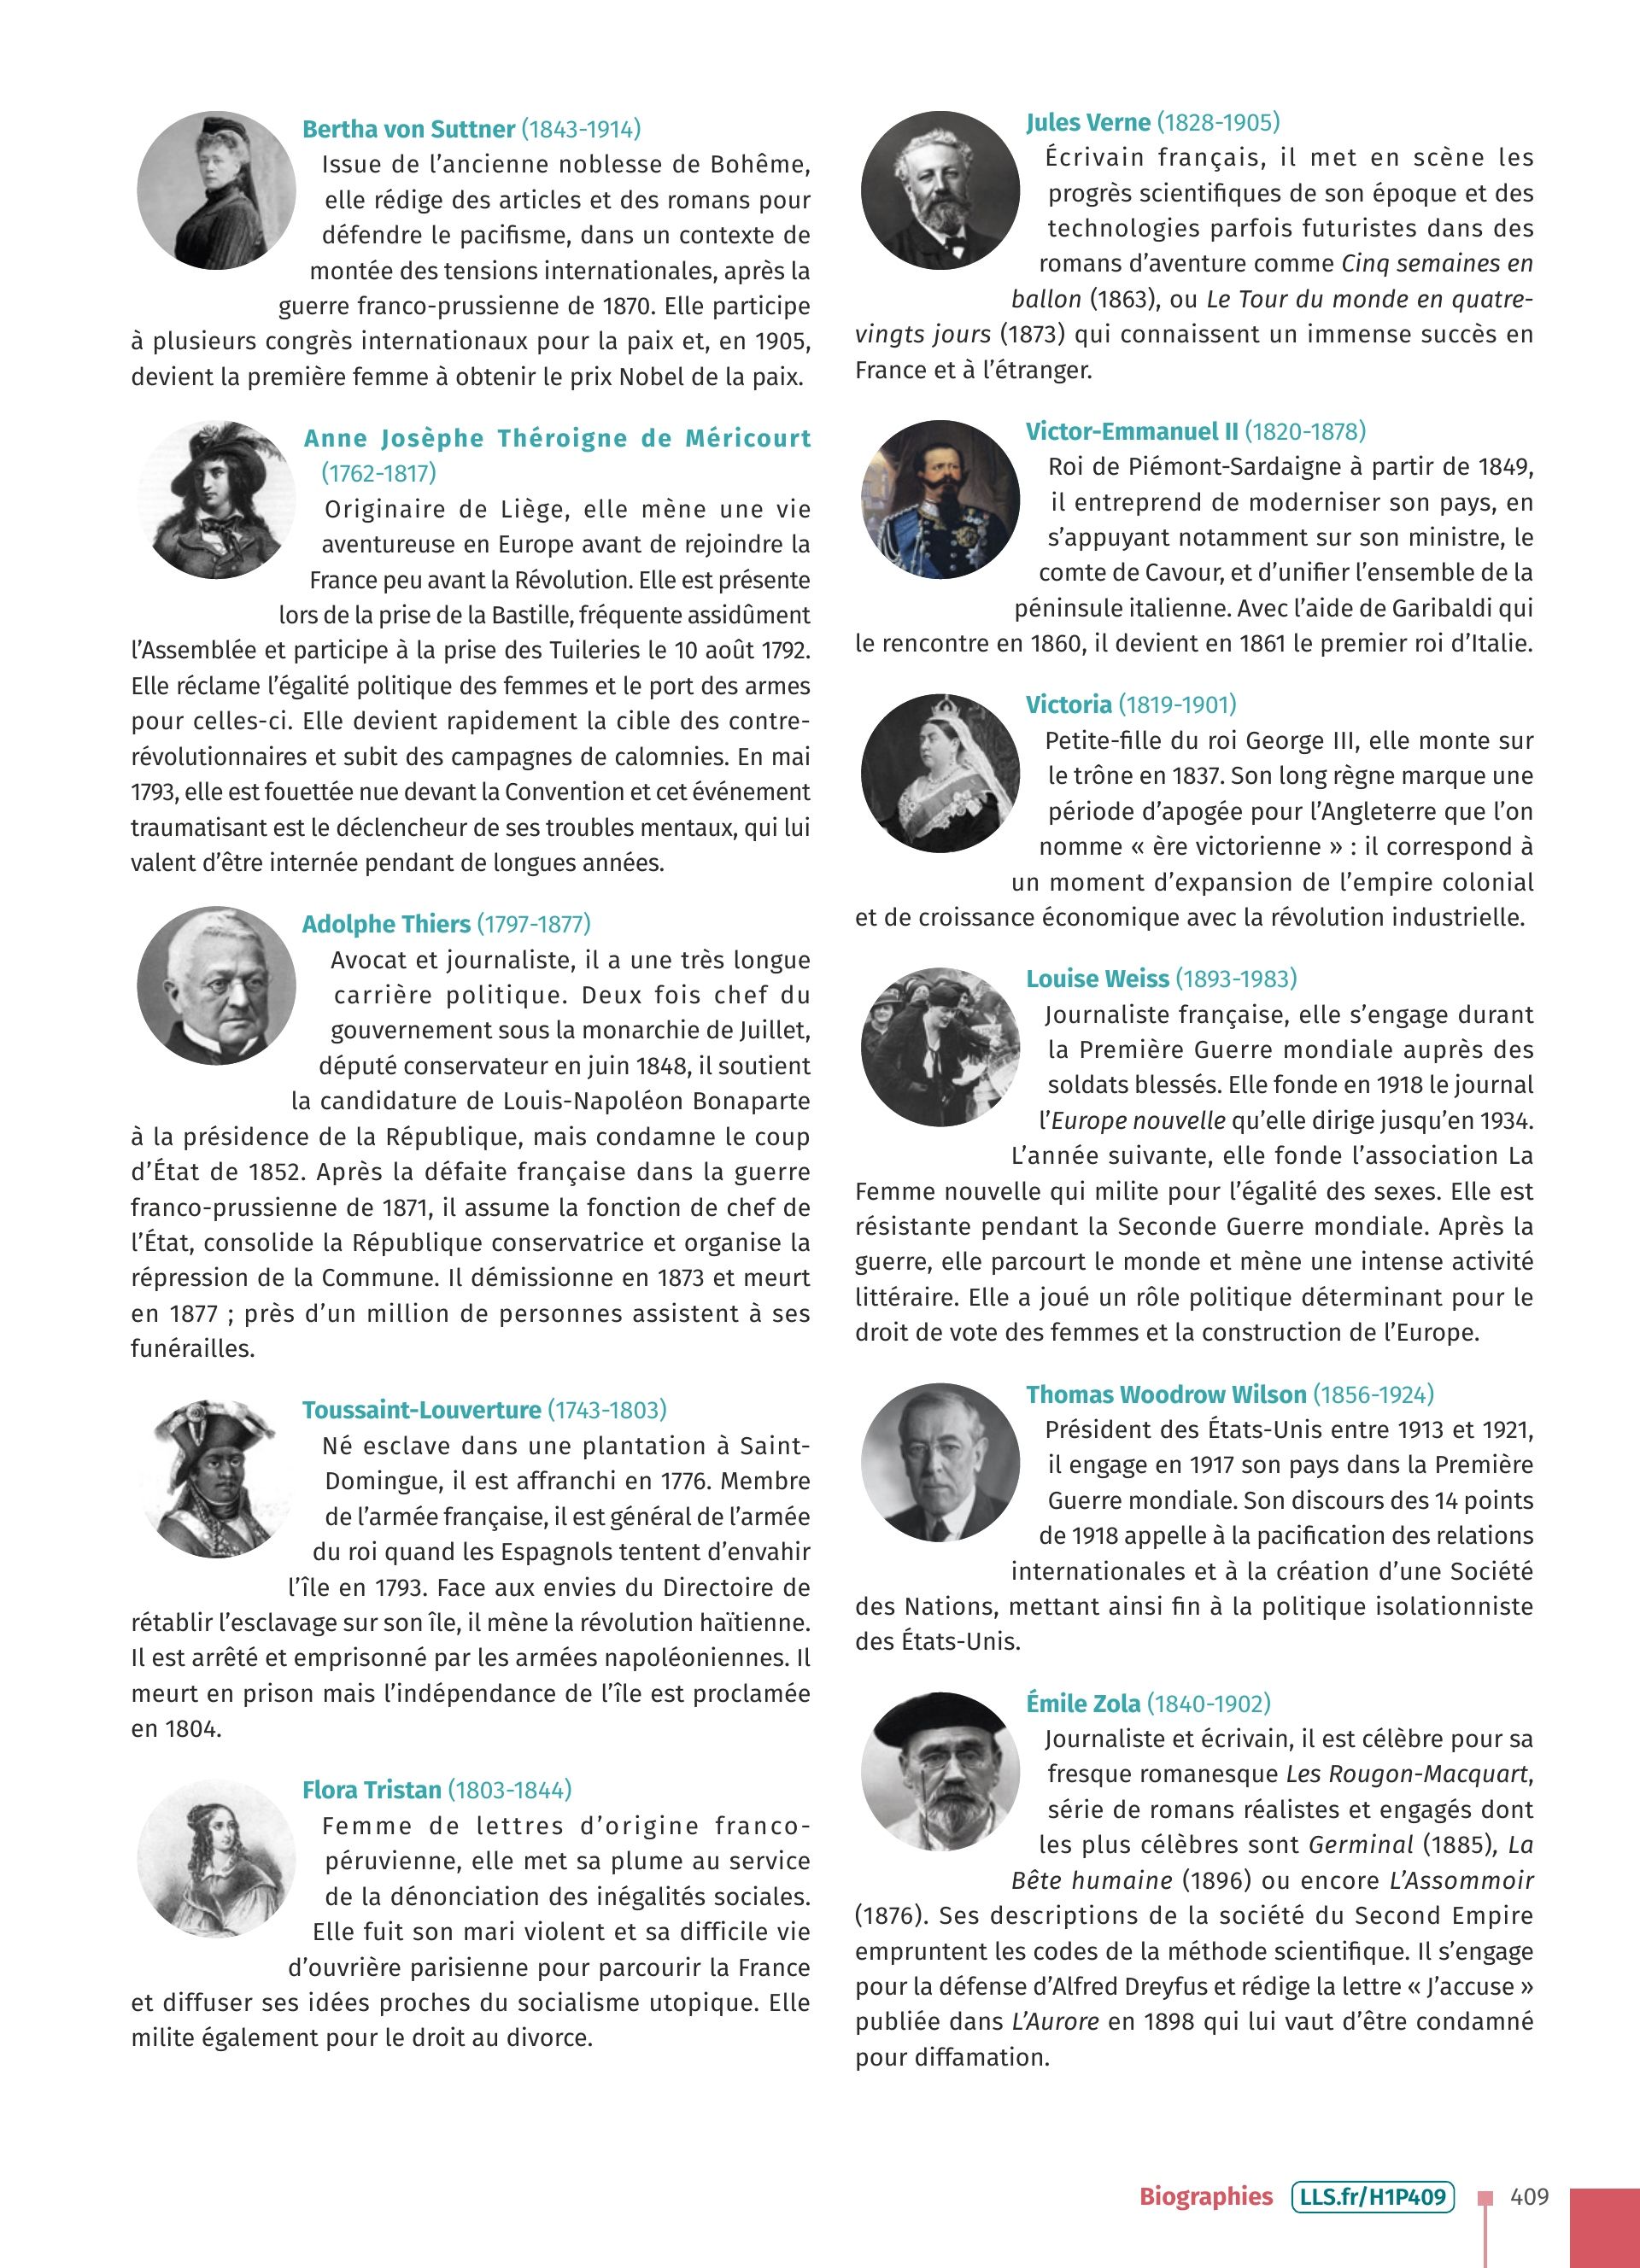 Bertha von Suttner (1843-1914)
Issue de l’ancienne noblesse de Bohême,
elle rédige des articles et des romans pour
défendre le pacifisme, dans un contexte de
montée des tensions internationales, après la
guerre franco-prussienne de 1870. Elle participe
à plusieurs congrès internationaux pour la paix et, en 1905,
devient la première femme à obtenir le prix Nobel de la paix.
Anne Josèphe Théroigne de Méricourt
(1762-1817)
Originaire de Liège, elle mène une vie
aventureuse en Europe avant de rejoindre la
France peu avant la Révolution. Elle est présente
lors de la prise de la Bastille, fréquente assidûment
l’Assemblée et participe à la prise des Tuileries le 10 août 1792.
Elle réclame l’égalité politique des femmes et le port des armes
pour celles-ci. Elle devient rapidement la cible des contre-
révolutionnaires et subit des campagnes de calomnies. En mai
1793, elle est fouettée nue devant la Convention et cet événement
traumatisant est le déclencheur de ses troubles mentaux, qui lui
valent d’être internée pendant de longues années.
Adolphe Thiers (1797-1877)
Avocat et journaliste, il a une très longue
carrière politique. Deux fois chef du
gouvernement sous la monarchie de Juillet,
député conservateur en juin 1848, il soutient
la candidature de Louis-Napoléon Bonaparte
à la présidence de la République, mais condamne le coup
d’État de 1852. Après la défaite française dans la guerre
franco-prussienne de 1871, il assume la fonction de chef de
l’État, consolide la République conservatrice et organise la
répression de la Commune. Il démissionne en 1873 et meurt
en 1877 ; près d’un million de personnes assistent à ses
funérailles.
Toussaint-Louverture (1743-1803)
Né esclave dans une plantation à Saint-
Domingue, il est affranchi en 1776. Membre
de l’armée française, il est général de l’armée
du roi quand les Espagnols tentent d’envahir
l’île en 1793. Face aux envies du Directoire de
rétablir l’esclavage sur son île, il mène la révolution haïtienne.
Il est arrêté et emprisonné par les armées napoléoniennes. Il
meurt en prison mais l’indépendance de l’île est proclamée
en 1804.
Flora Tristan (1803-1844)
Femme de lettres d’origine franco-
péruvienne, elle met sa plume au service
de la dénonciation des inégalités sociales.
Elle fuit son mari violent et sa difficile vie
d’ouvrière parisienne pour parcourir la France
et diffuser ses idées proches du socialisme utopique. Elle
milite également pour le droit au divorce.
Jules Verne (1828-1905)
Écrivain français, il met en scène les
progrès scientifiques de son époque et des
technologies parfois futuristes dans des
romans d’aventure comme Cinq semaines en
ballon (1863), ou Le Tour du monde en quatre-
vingts jours (1873) qui connaissent un immense succès en
France et à l’étranger.
Victor-Emmanuel II (1820-1878)
Roi de Piémont-Sardaigne à partir de 1849,
il entreprend de moderniser son pays, en
s’appuyant notamment sur son ministre, le
comte de Cavour, et d’unifier l’ensemble de la
péninsule italienne. Avec l’aide de Garibaldi qui
le rencontre en 1860, il devient en 1861 le premier roi d’Italie.
Victoria (1819-1901)
Petite-fille du roi George III, elle monte sur
le trône en 1837. Son long règne marque une
période d’apogée pour l’Angleterre que l’on
nomme « ère victorienne » : il correspond à
un moment d’expansion de l’empire colonial
et de croissance économique avec la révolution industrielle.
Louise Weiss (1893-1983)
Journaliste française, elle s’engage durant
la Première Guerre mondiale auprès des
soldats blessés. Elle fonde en 1918 le journal
l’Europe nouvelle qu’elle dirige jusqu’en 1934.
L’année suivante, elle fonde l’association La
Femme nouvelle qui milite pour l’égalité des sexes. Elle est
résistante pendant la Seconde Guerre mondiale. Après la
guerre, elle parcourt le monde et mène une intense activité
littéraire. Elle a joué un rôle politique déterminant pour le
droit de vote des femmes et la construction de l’Europe.
Thomas Woodrow Wilson (1856-1924)
Président des États-Unis entre 1913 et 1921,
il engage en 1917 son pays dans la Première
Guerre mondiale. Son discours des 14 points
de 1918 appelle à la pacification des relations
internationales et à la création d’une Société
des Nations, mettant ainsi fin à la politique isolationniste
des États-Unis.
Émile Zola (1840-1902)
Journaliste et écrivain, il est célèbre pour sa
fresque romanesque Les Rougon-Macquart,
série de romans réalistes et engagés dont
les plus célèbres sont Germinal (1885), La
Bête humaine (1896) ou encore L’Assommoir
(1876). Ses descriptions de la société du Second Empire
empruntent les codes de la méthode scientifique. Il s’engage
pour la défense d’Alfred Dreyfus et rédige la lettre « J’accuse »
publiée dans L’Aurore en 1898 qui lui vaut d’être condamné
pour diffamation.
Biographies LLS.fr/H1P409 409